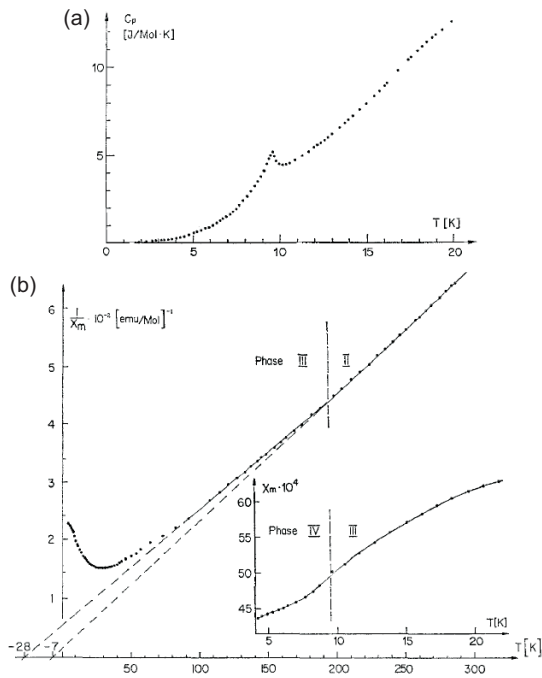 (a)
Cp
[J/Mol·K]
10
5
0
5
10
15
20
T [K]
(b)
6
5
4
3
2
1
1/Xm · 10⁻² [emu/Mol]⁻¹
Phase III II
Xm · 10⁴
60
55
50
45
Phase IV III
5
10
15
20
T[K]
-28
-7
50
100
150
200
250
300
T [K]